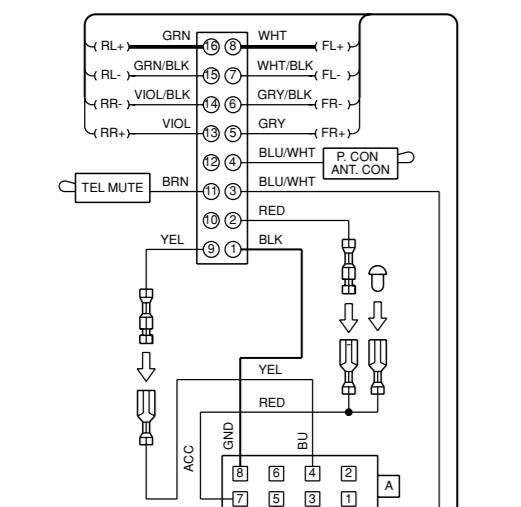 GRN 16 8 WHT
RL+ FL+
GRN/BLK 15 7 WHT/BLK
RL- FL-
VIOL/BLK 14 6 GRY/BLK
RR- FR-
VIOL 13 5 GRY
RR+ FR+
12 4 BLU/WHT P. CON
ANT. CON
TEL MUTE BRN 11 3 BLU/WHT
10 2 RED
YEL 9 1 BLK
YEL
RED
ACC GND BU
8 6 4 2
A
7 5 3 1